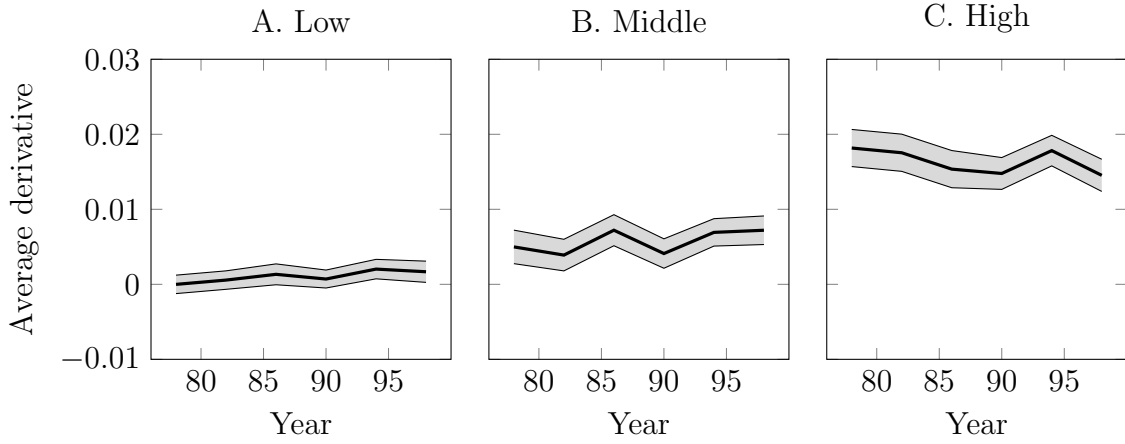 A. Low
B. Middle
C. High
Average derivative
0.03
0.02
0.01
0
−0.01
80 85 90 95
80 85 90 95
80 85 90 95
Year
Year
Year